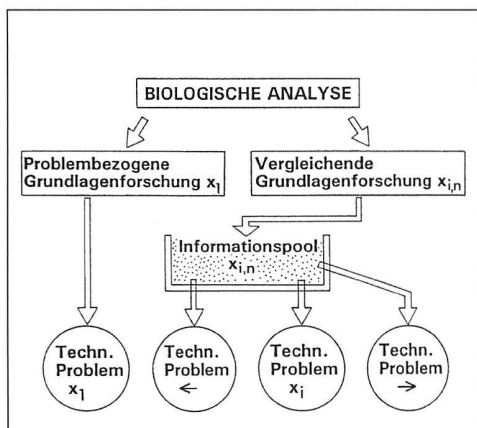 BIOLOGISCHE ANALYSE
Problembezogene
Grundlagenforschung x1
Vergleichende
Grundlagenforschung xi,n
Informationspool
xi,n
Techn.
Problem
x1
Techn.
Problem
←
Techn.
Problem
xi
Techn.
Problem
→